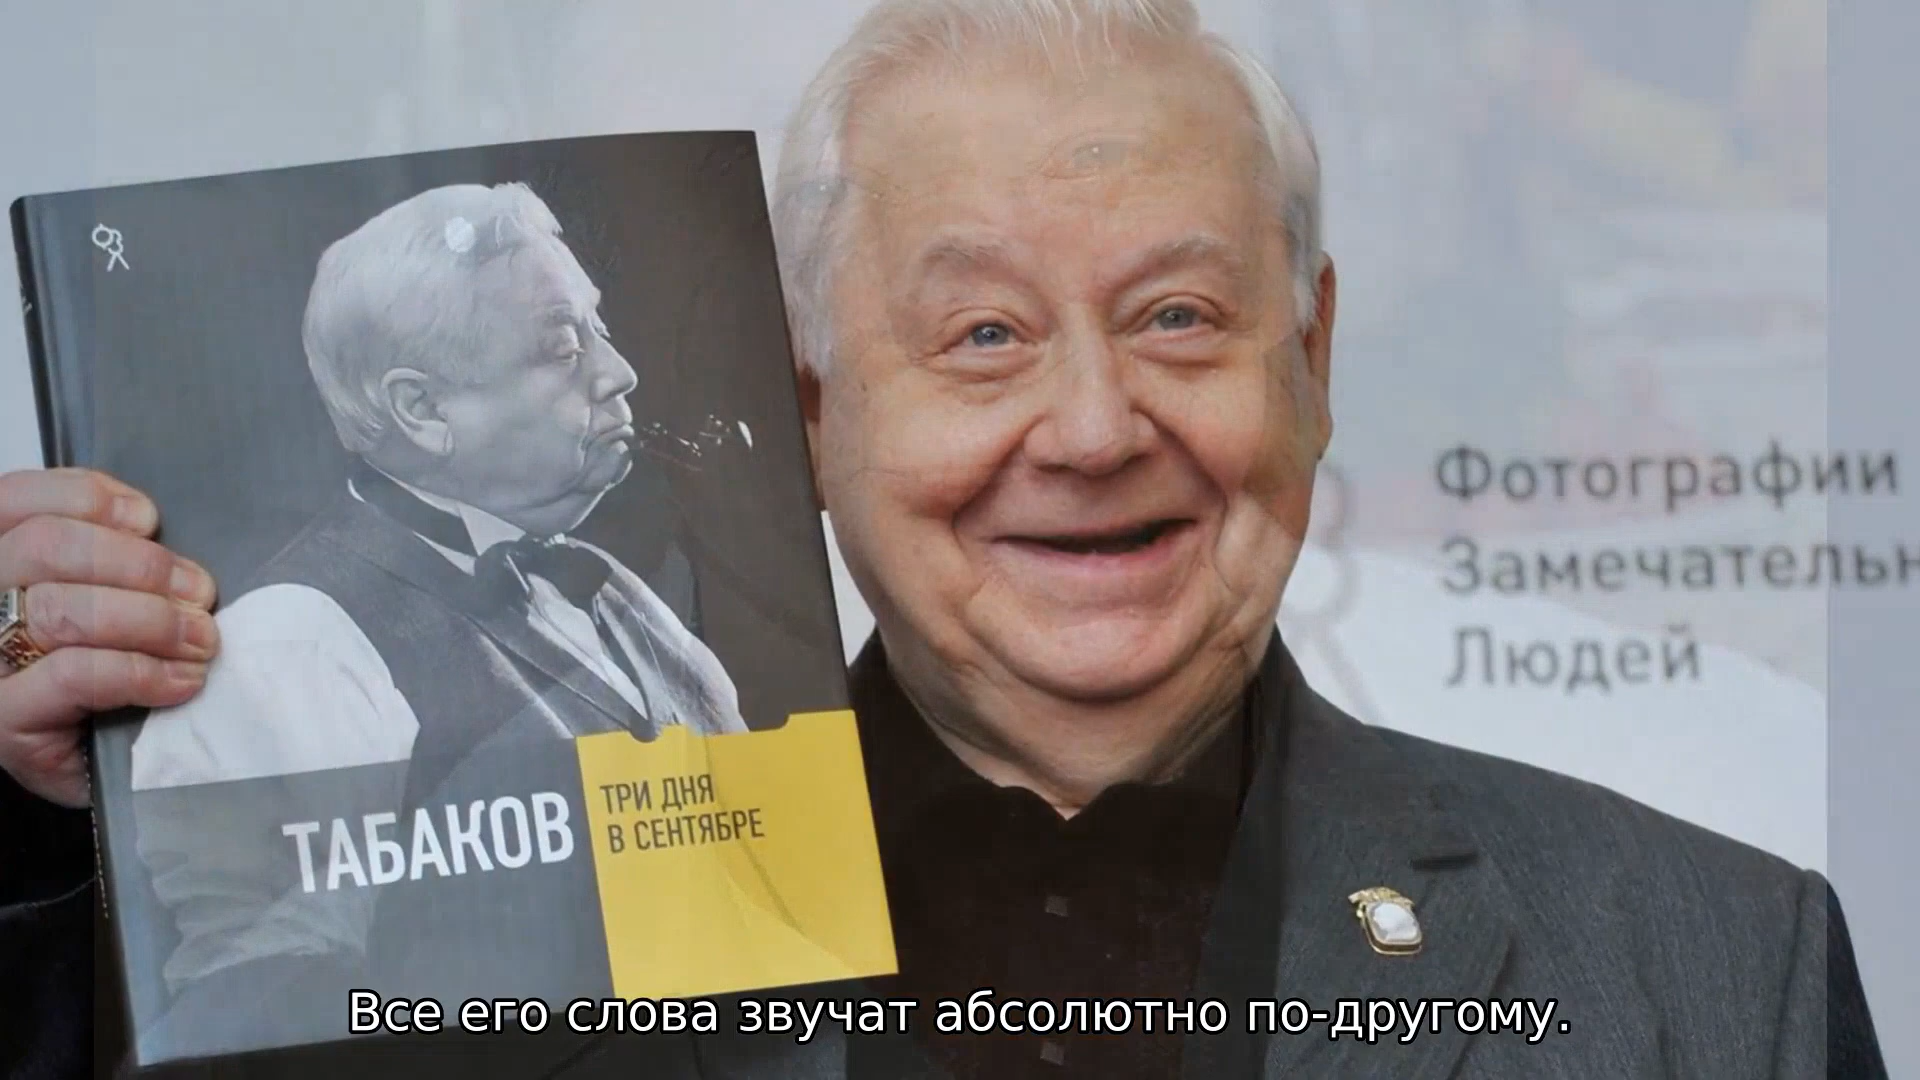 Фотографии
Замечательн
Людей
ТАБАКОВ
ТРИ ДНЯ
В СЕНТЯБРЕ
Все его слова звучат абсолютно по-другому.